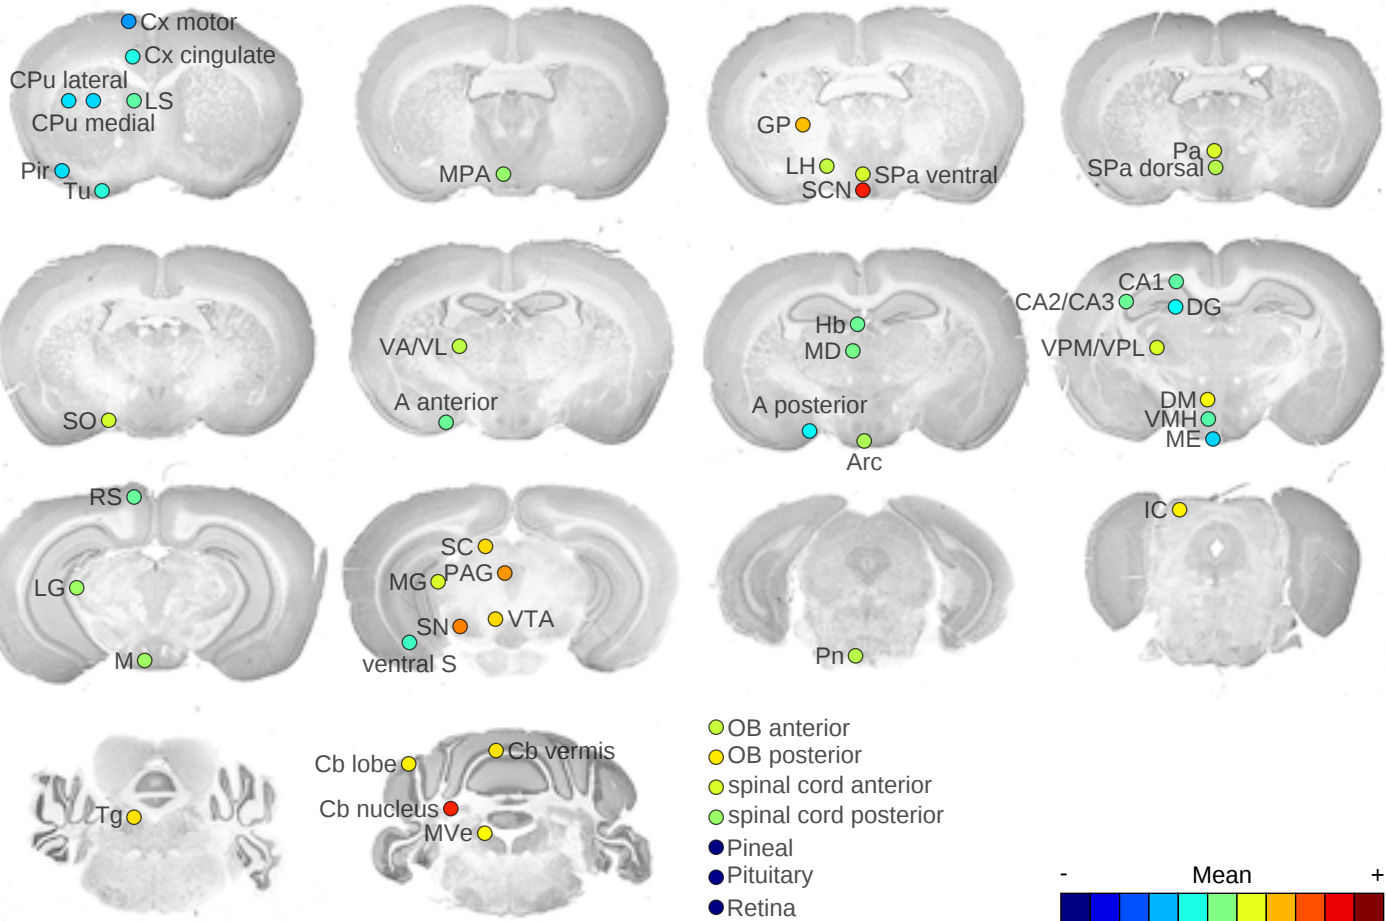 Cx motor
Cx cingulate
CPu lateral
LS
CPu medial
Pir
Tu
MPA
GP
LH
SPa ventral
SCN
Pa
SPa dorsal
SO
VA/VL
A anterior
Hb
MD
A posterior
Arc
CA1
CA2/CA3
DG
VPM/VPL
DM
VMH
ME
RS
LG
M
SC
PAG
MG
VTA
SN
ventral S
Pn
IC
Tg
Cb lobe
Cb vermis
Cb nucleus
MVe
OB anterior
OB posterior
spinal cord anterior
spinal cord posterior
Pineal
Pituitary
Retina
- Mean +